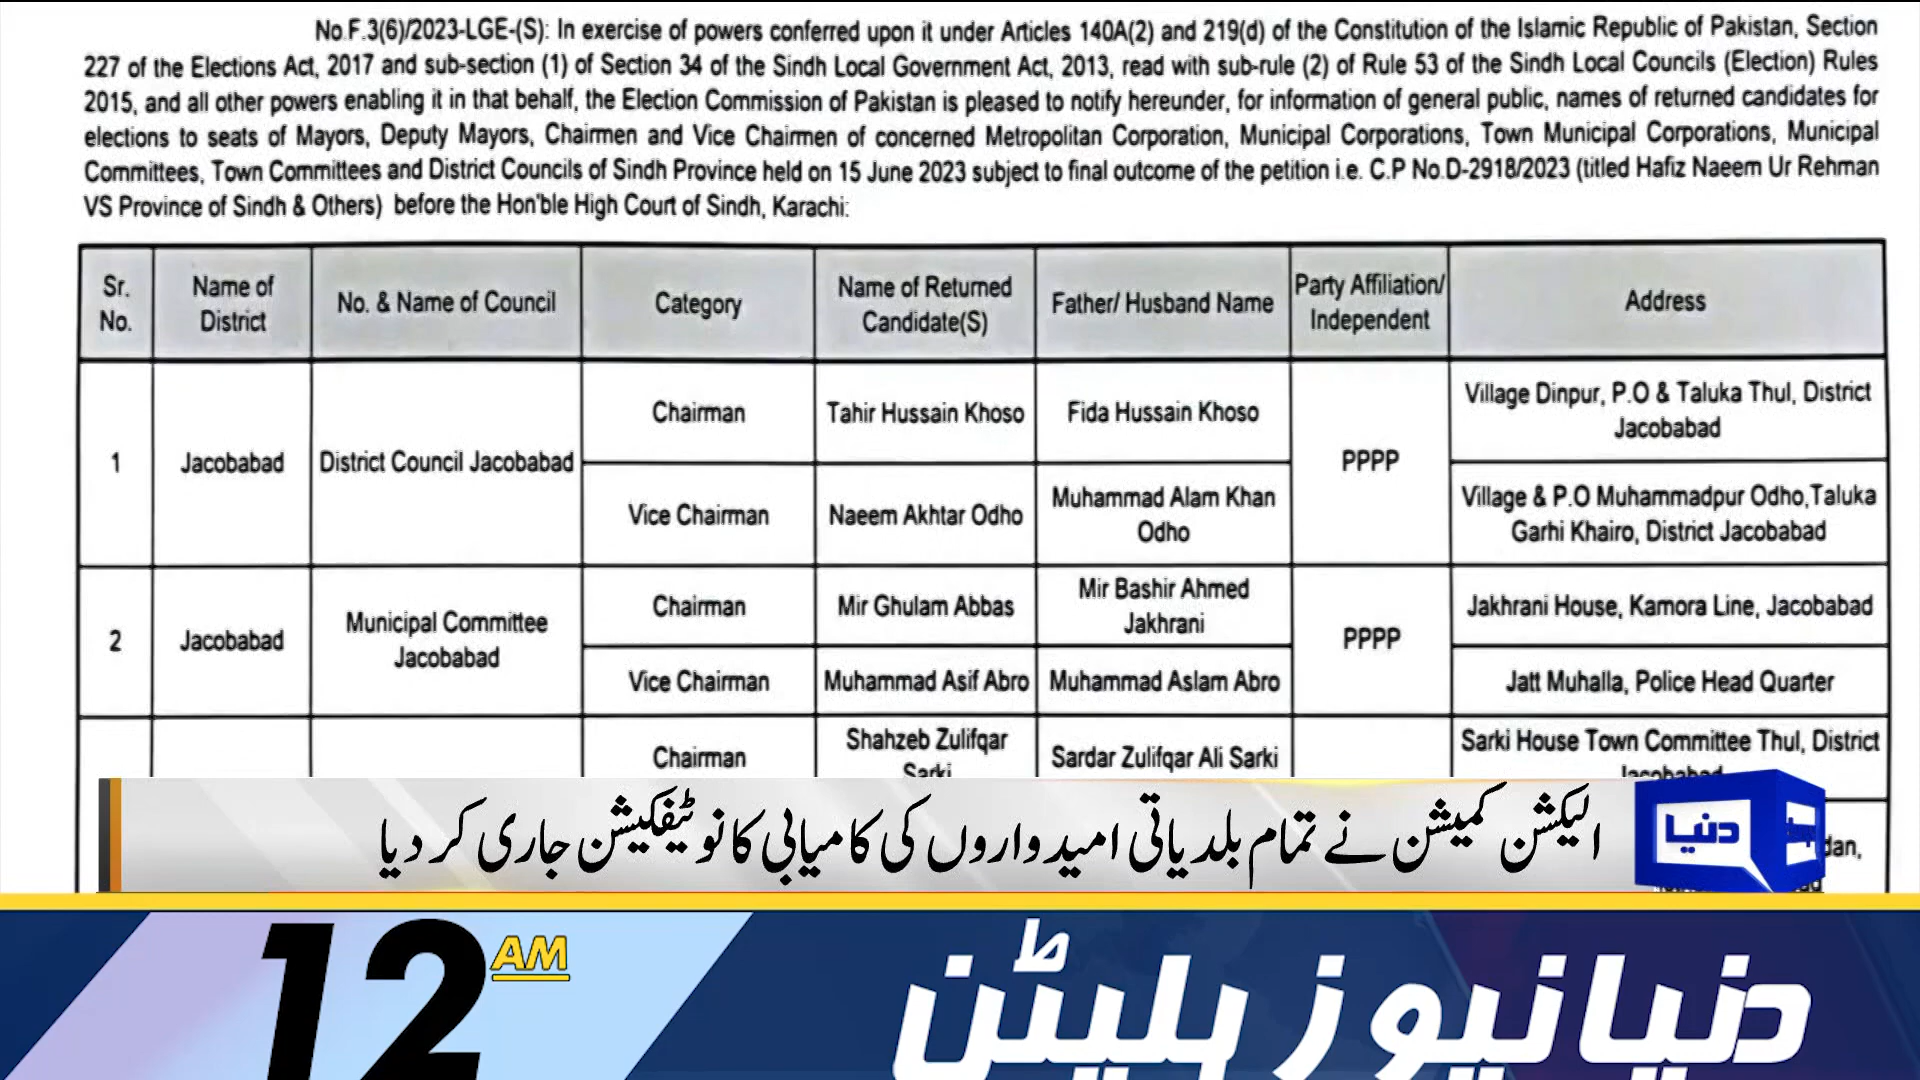 No.F.3(6)/2023-LGE-(S): In exercise of powers conferred upon it under Articles 140A(2) and 219(d) of the Constitution of the Islamic Republic of Pakistan, Section
227 of the Elections Act, 2017 and sub-section (1) of Section 34 of the Sindh Local Government Act, 2013, read with sub-rule (2) of Rule 53 of the Sindh Local Councils (Election) Rules
2015, and all other powers enabling it in that behalf, the Election Commission of Pakistan is pleased to notify hereunder, for information of general public, names of returned candidates for
elections to seats of Mayors, Deputy Mayors, Chairmen and Vice Chairmen of concerned Metropolitan Corporation, Municipal Corporations, Town Municipal Corporations, Municipal
Committees, Town Committees and District Councils of Sindh Province held on 15 June 2023 subject to final outcome of the petition i.e. C.P No.D-2918/2023 (titled Hafiz Naeem Ur Rehman
VS Province of Sindh & Others) before the Hon'ble High Court of Sindh, Karachi:
Sr. No. Name of District No. & Name of Council Category Name of Returned Candidate(S) Father/ Husband Name Party Affiliation/ Independent Address
1 Jacobabad District Council Jacobabad Chairman Tahir Hussain Khoso Fida Hussain Khoso PPPP Village Dinpur, P.O & Taluka Thul, District Jacobabad
Vice Chairman Naeem Akhtar Odho Muhammad Alam Khan Odho Village & P.O Muhammadpur Odho,Taluka Garhi Khairo, District Jacobabad
2 Jacobabad Municipal Committee Jacobabad Chairman Mir Ghulam Abbas Mir Bashir Ahmed Jakhrani PPPP Jakhrani House, Kamora Line, Jacobabad
Vice Chairman Muhammad Asif Abro Muhammad Aslam Abro Jatt Muhalla, Police Head Quarter
Chairman Shahzeb Zulifqar Sarki Sardar Zulifqar Ali Sarki Sarki House Town Committee Thul, District Jacobabad
الیکشن کمیشن نے تمام بلدیاتی امیدواروں کی کامیابی کا نوٹیفکیشن جاری کر دیا
دنیا
12 AM
دنیا نیوز بلیٹن